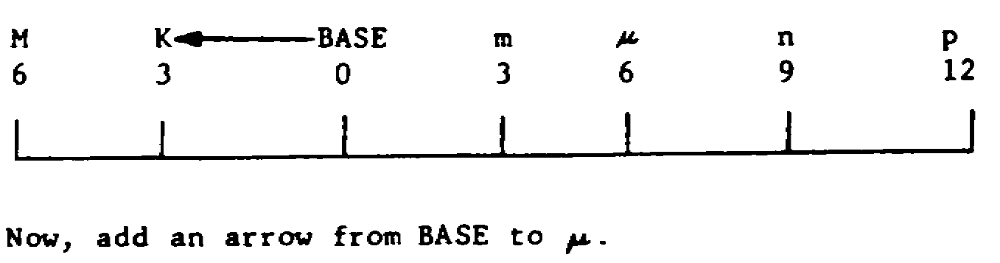 M K BASE m μ n p
6 3 0 3 6 9 12
Now, add an arrow from BASE to μ.